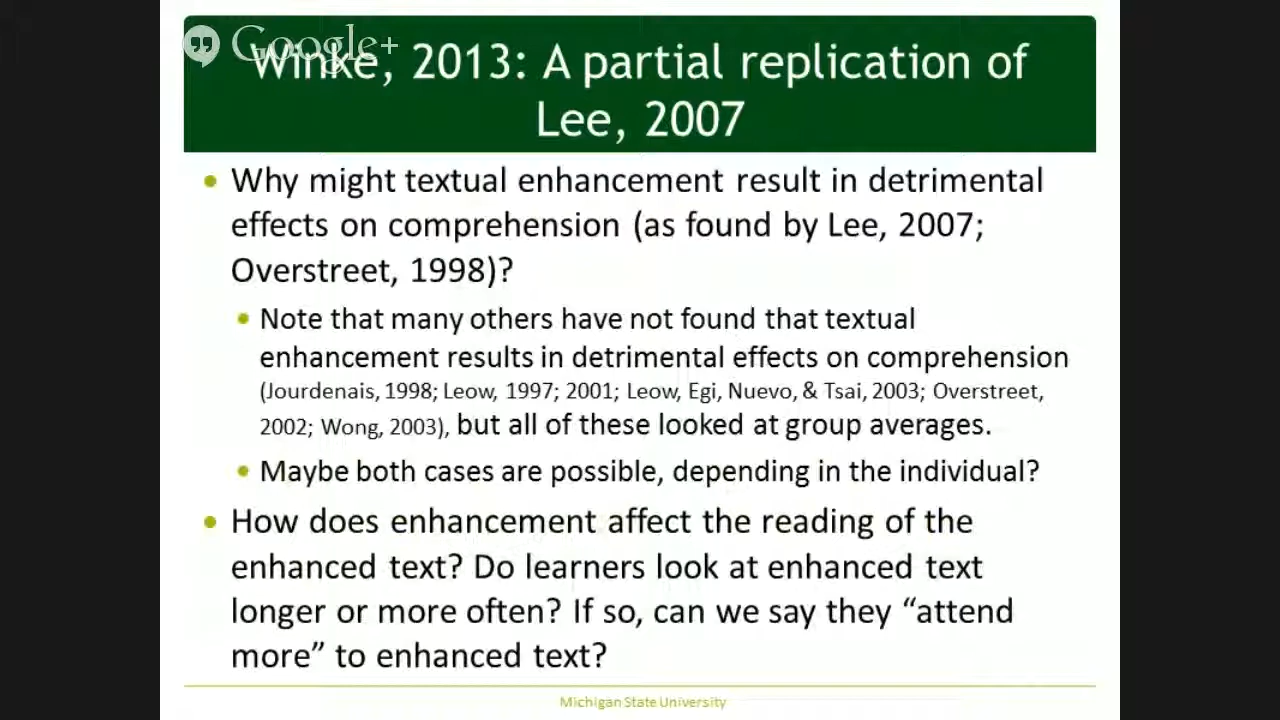 Google+
Winke, 2013: A partial replication of
Lee, 2007
• Why might textual enhancement result in detrimental
effects on comprehension (as found by Lee, 2007;
Overstreet, 1998)?
• Note that many others have not found that textual
enhancement results in detrimental effects on comprehension
(Jourdenais, 1998; Leow, 1997; 2001; Leow, Egi, Nuevo, & Tsai, 2003; Overstreet,
2002; Wong, 2003), but all of these looked at group averages.
• Maybe both cases are possible, depending in the individual?
• How does enhancement affect the reading of the
enhanced text? Do learners look at enhanced text
longer or more often? If so, can we say they “attend
more” to enhanced text?
Michigan State University